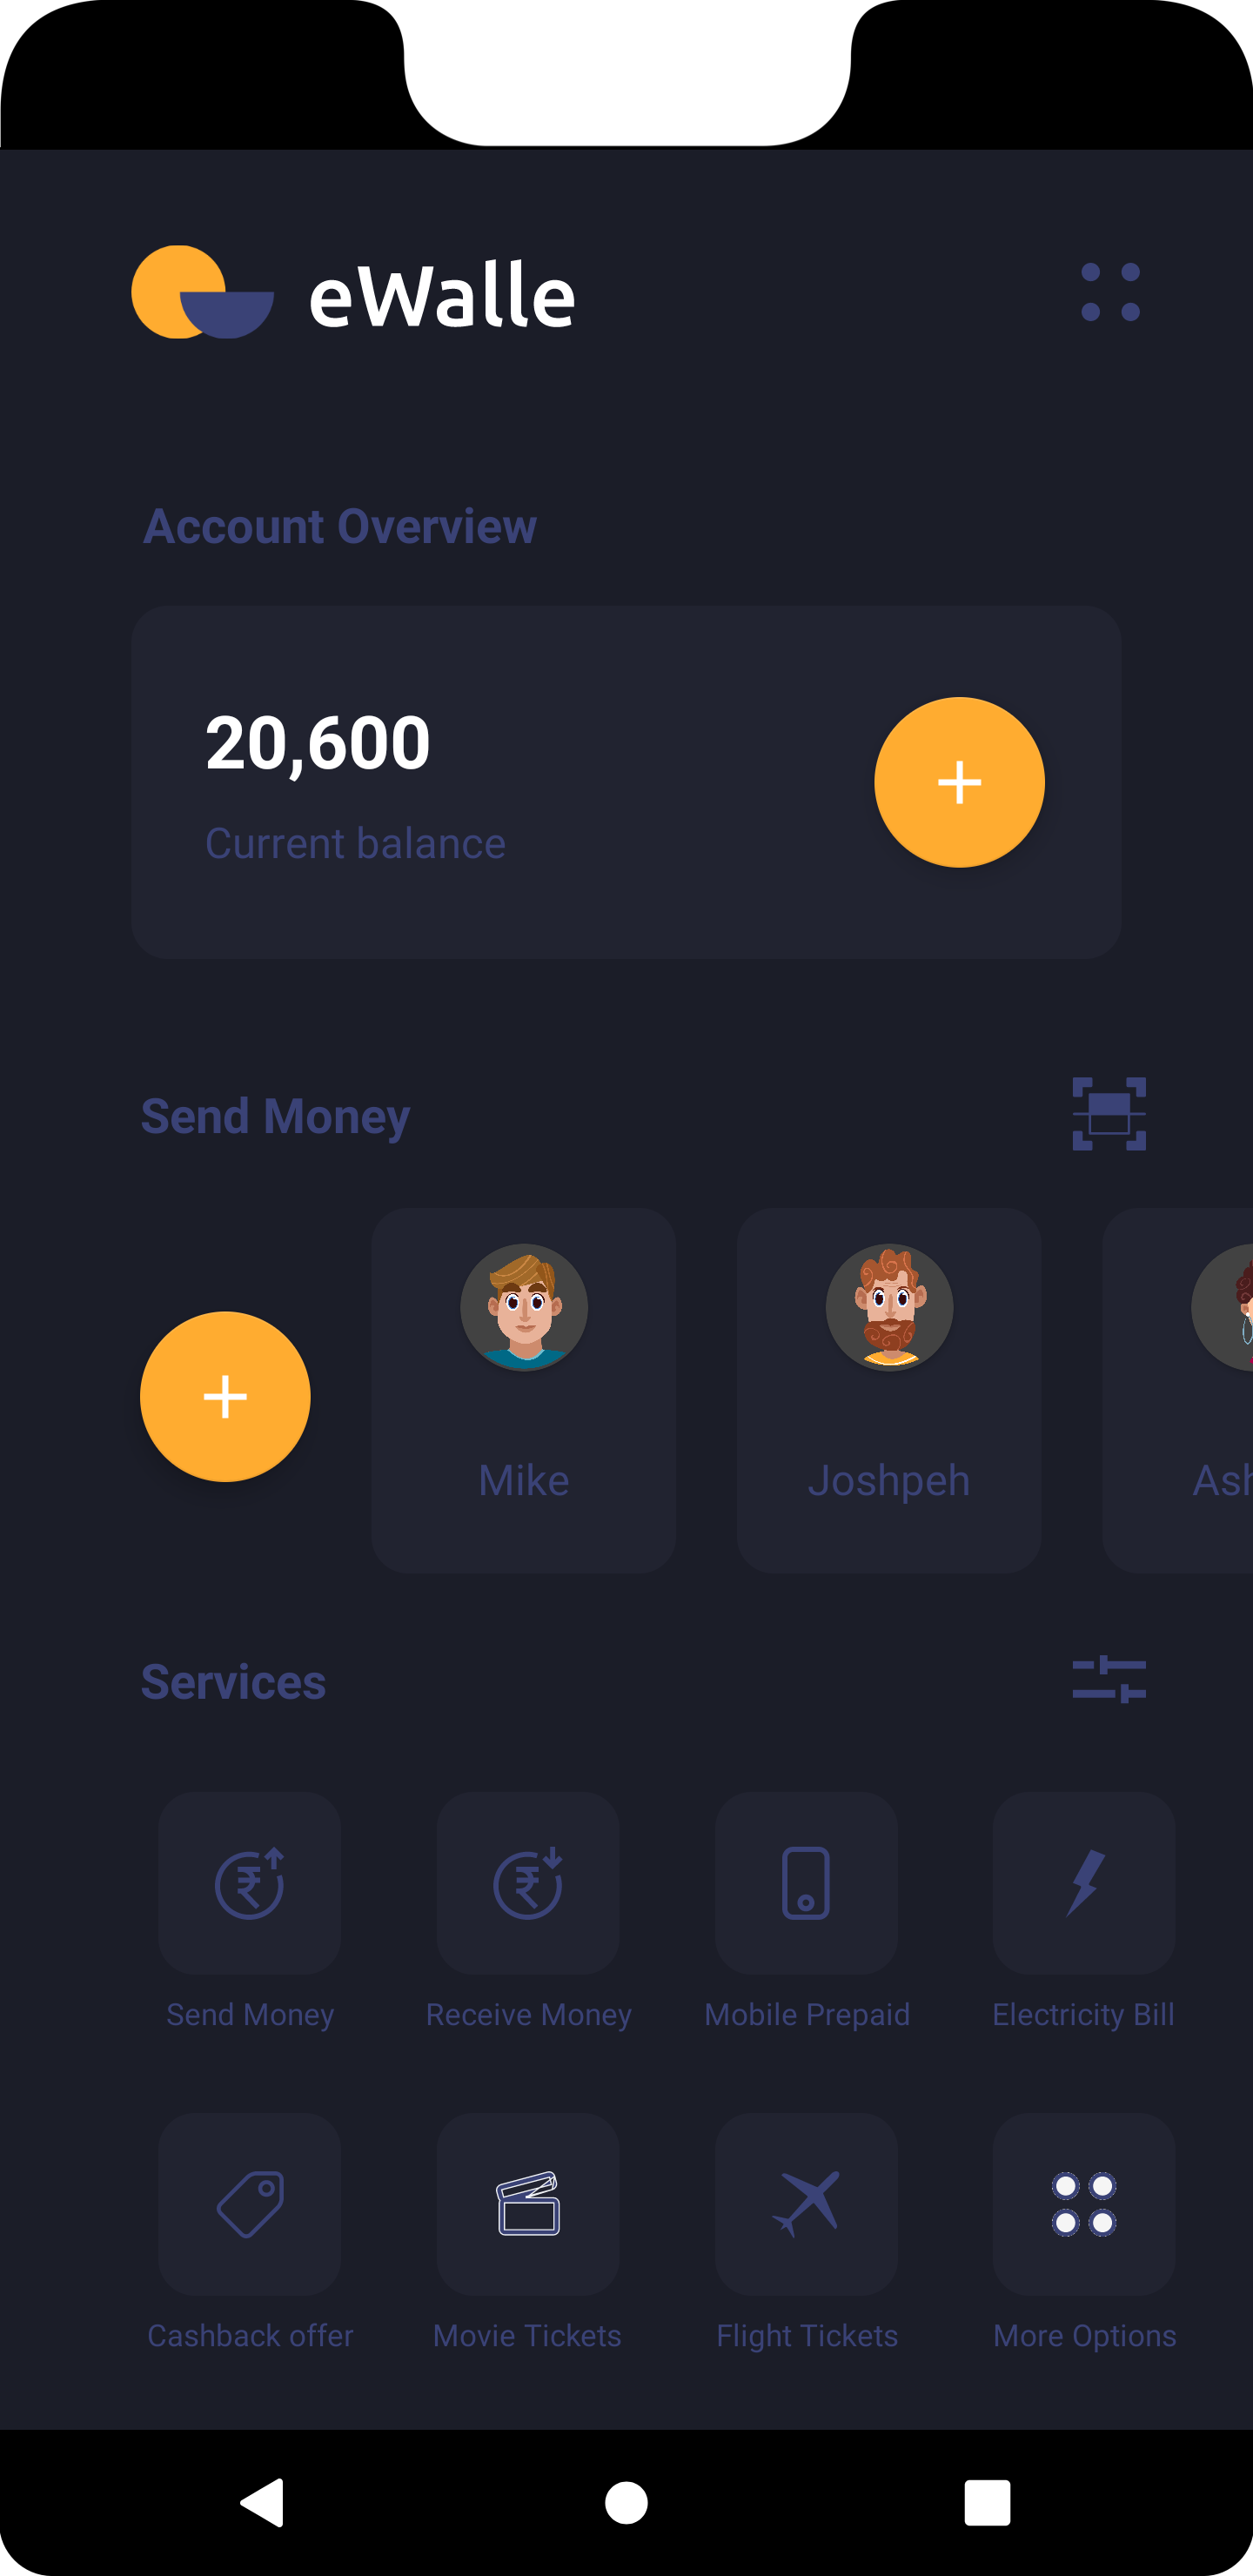 eWalle
Account Overview
20,600
Current balance
Send Money
Mike
Joshpeh
Services
Send Money
Receive Money
Mobile Prepaid
Electricity Bill
Cashback offer
Movie Tickets
Flight Tickets
More Options